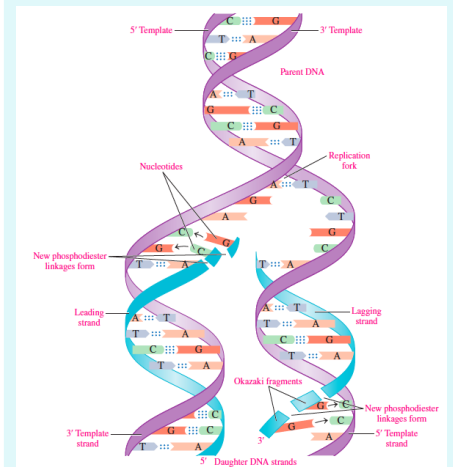 5′ Template
3′ Template
C G
T A
C G
Parent DNA
A T
G C
C G
A T
Replication
fork
Nucleotides
A T
G C
A T
C G G
G C C
New phosphodiester
linkages form
T A
T A
Leading
strand
Lagging
strand
A T
A T
T A
T A
C G
C G
T A
T A
Okazaki fragments
G C
New phosphodiester
linkages form
C
G C
3′
3′ Template
strand
G C
A
5′ Template
strand
T A
5′
Daughter DNA strands